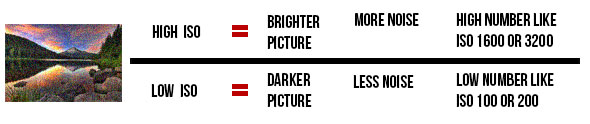 HIGH ISO = BRIGHTER PICTURE MORE NOISE HIGH NUMBER LIKE ISO 1600 OR 3200
LOW ISO = DARKER PICTURE LESS NOISE LOW NUMBER LIKE ISO 100 OR 200